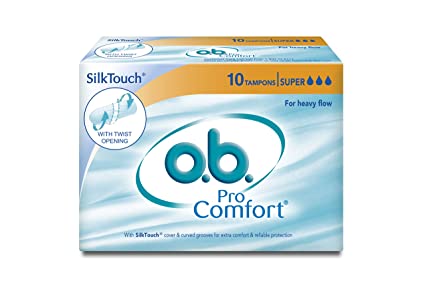 SilkTouch®
10 TAMPONS | SUPER
For heavy flow
WITH TWIST
OPENING
o.b.®
Pro
Comfort®
With SilkTouch® cover & curved grooves for extra comfort & reliable protection